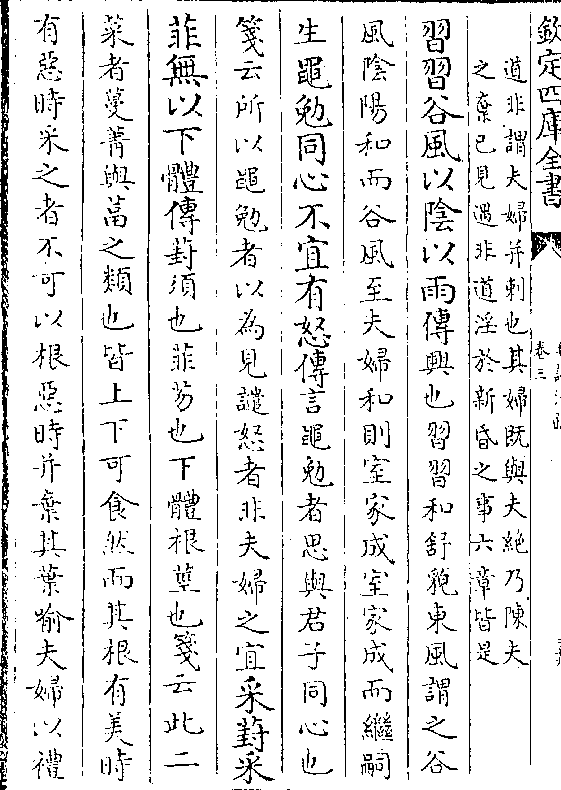 欽定四庫全書
卷三
道非謂夫婦并刺也其婦既與夫絶乃陳夫
之棄已見遇非道淫於新昏之事六章皆是
習習谷風以陰以雨傳興也習習和舒貌東風謂之谷
風陰陽和而谷風至夫婦和則室家成室家成而繼嗣
生黽勉同心不宜有怒傳言黽勉者思與君子同心也
箋云所以黽勉者以為見譴怒者非夫婦之宜采葑采
菲無以下體傳葑須也菲芴也下體根莖也箋云此二
菜者蔓菁與葍之類也皆上下可食然而其根有美時
有惡時采之者不可以根惡時并棄其葉喻夫婦以禮